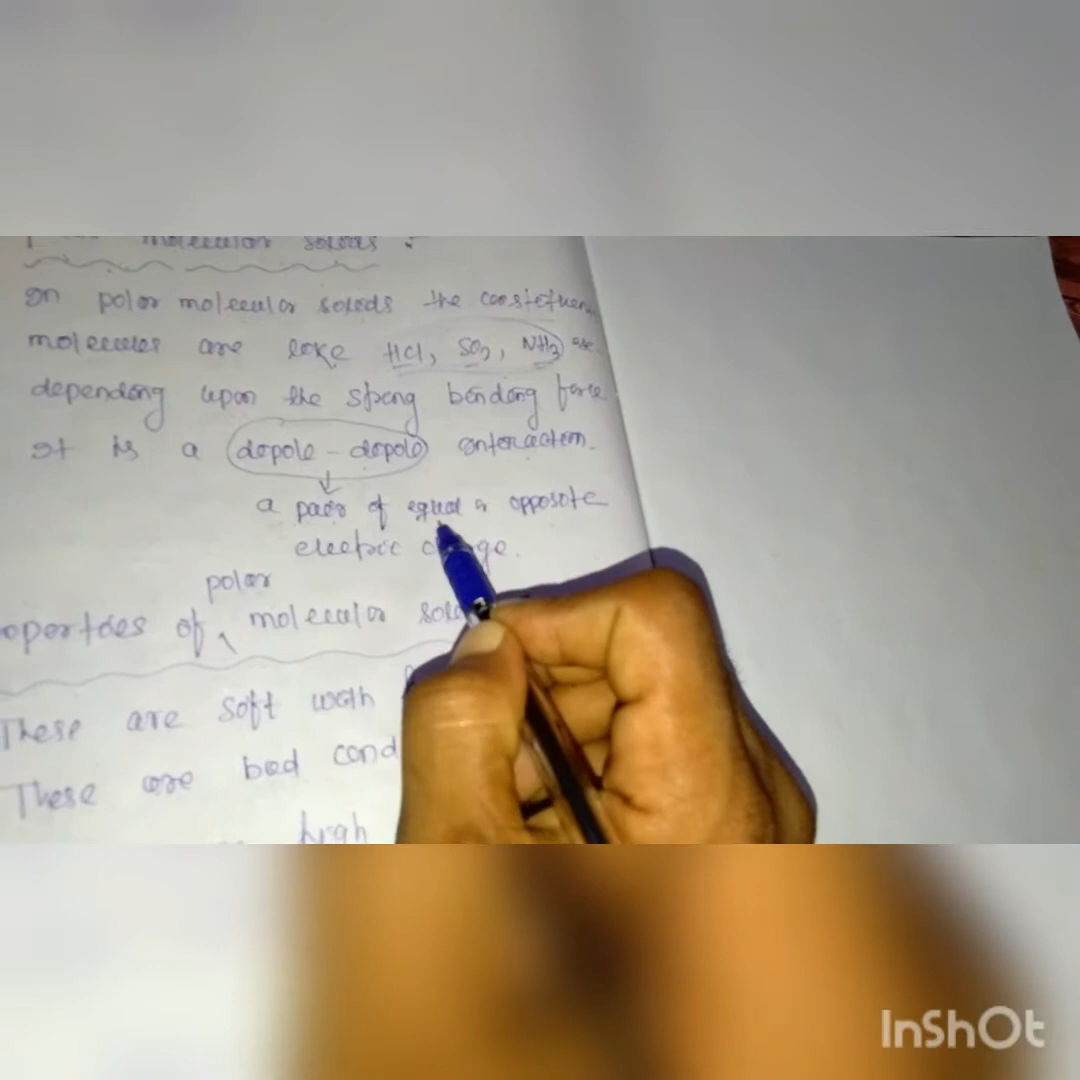 molecular solids :-
In polar molecular solids the constituen
molecules are like HCl, SO2, NH3 etc.
depending upon the strong binding force
It is a dipole - dipole interaction.
a pair of equal & opposite
electric
polar
operties of molecular
These are soft with
These are bad cond
high
InShOt